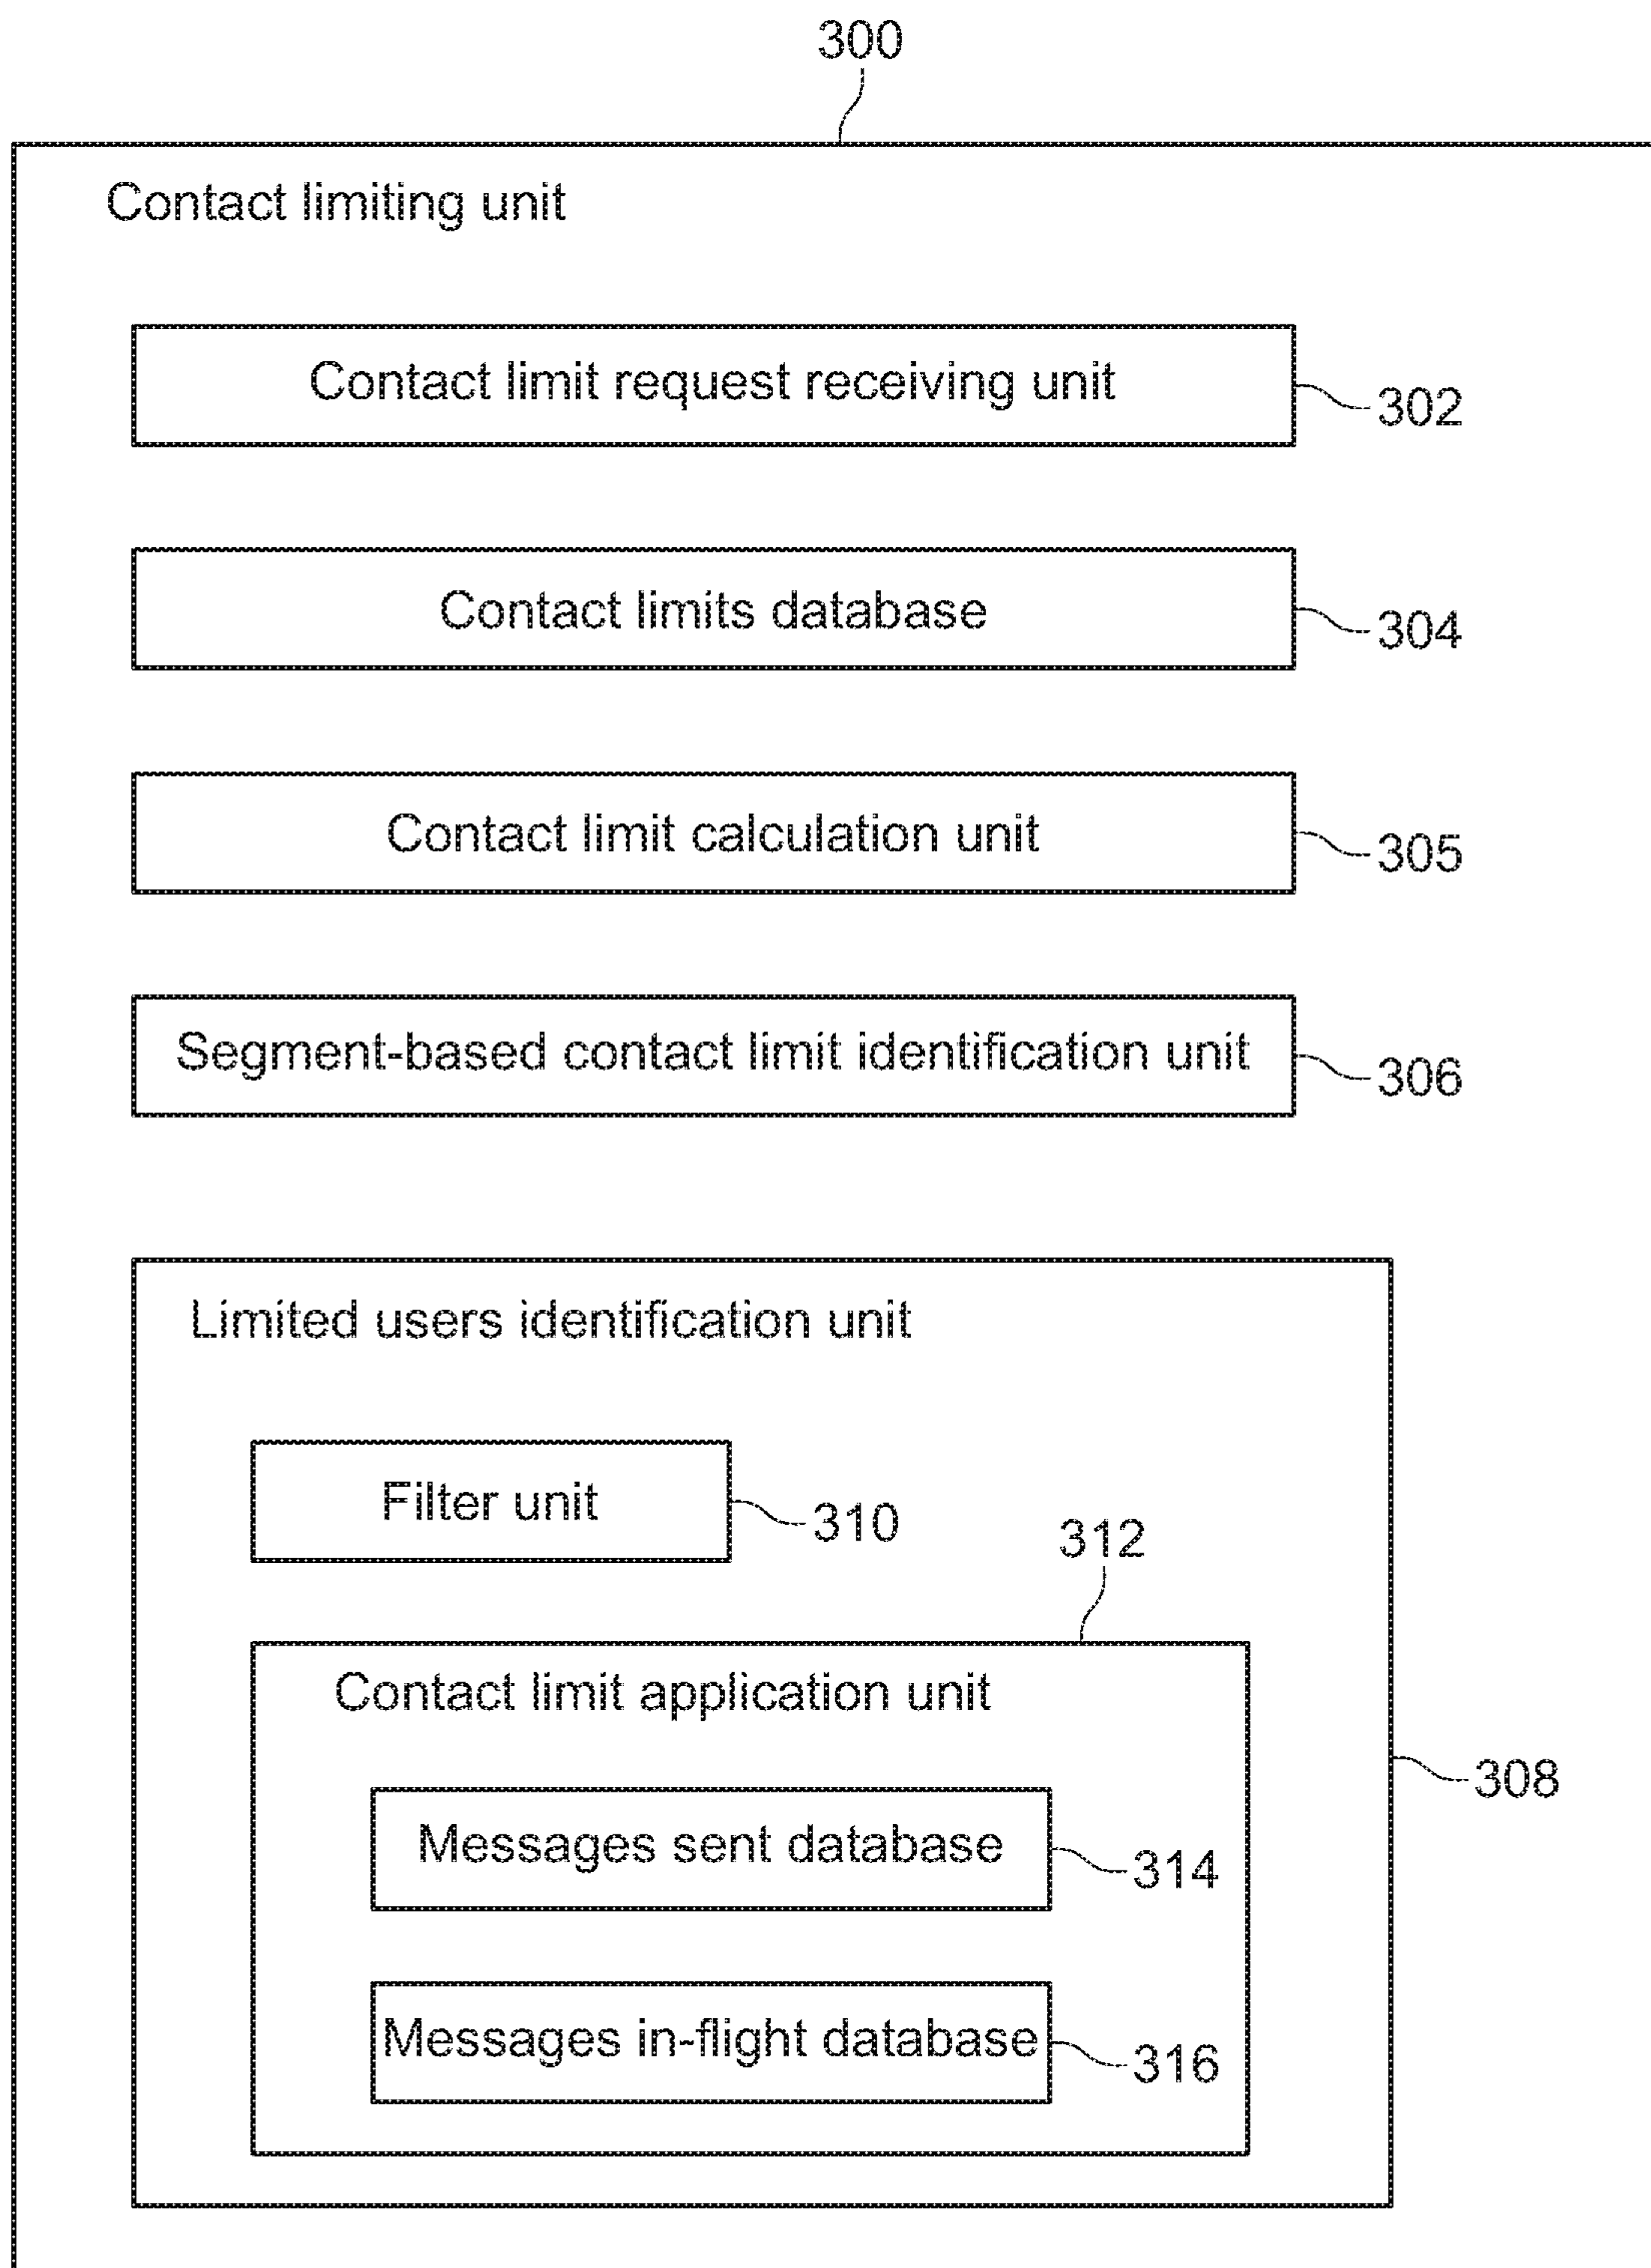 300
Contact limiting unit
Contact limit request receiving unit
302
Contact limits database
304
Contact limit calculation unit
305
Segment-based contact limit identification unit
306
Limited users identification unit
Filter unit
310
312
Contact limit application unit
308
Messages sent database
314
Messages in-flight database
316